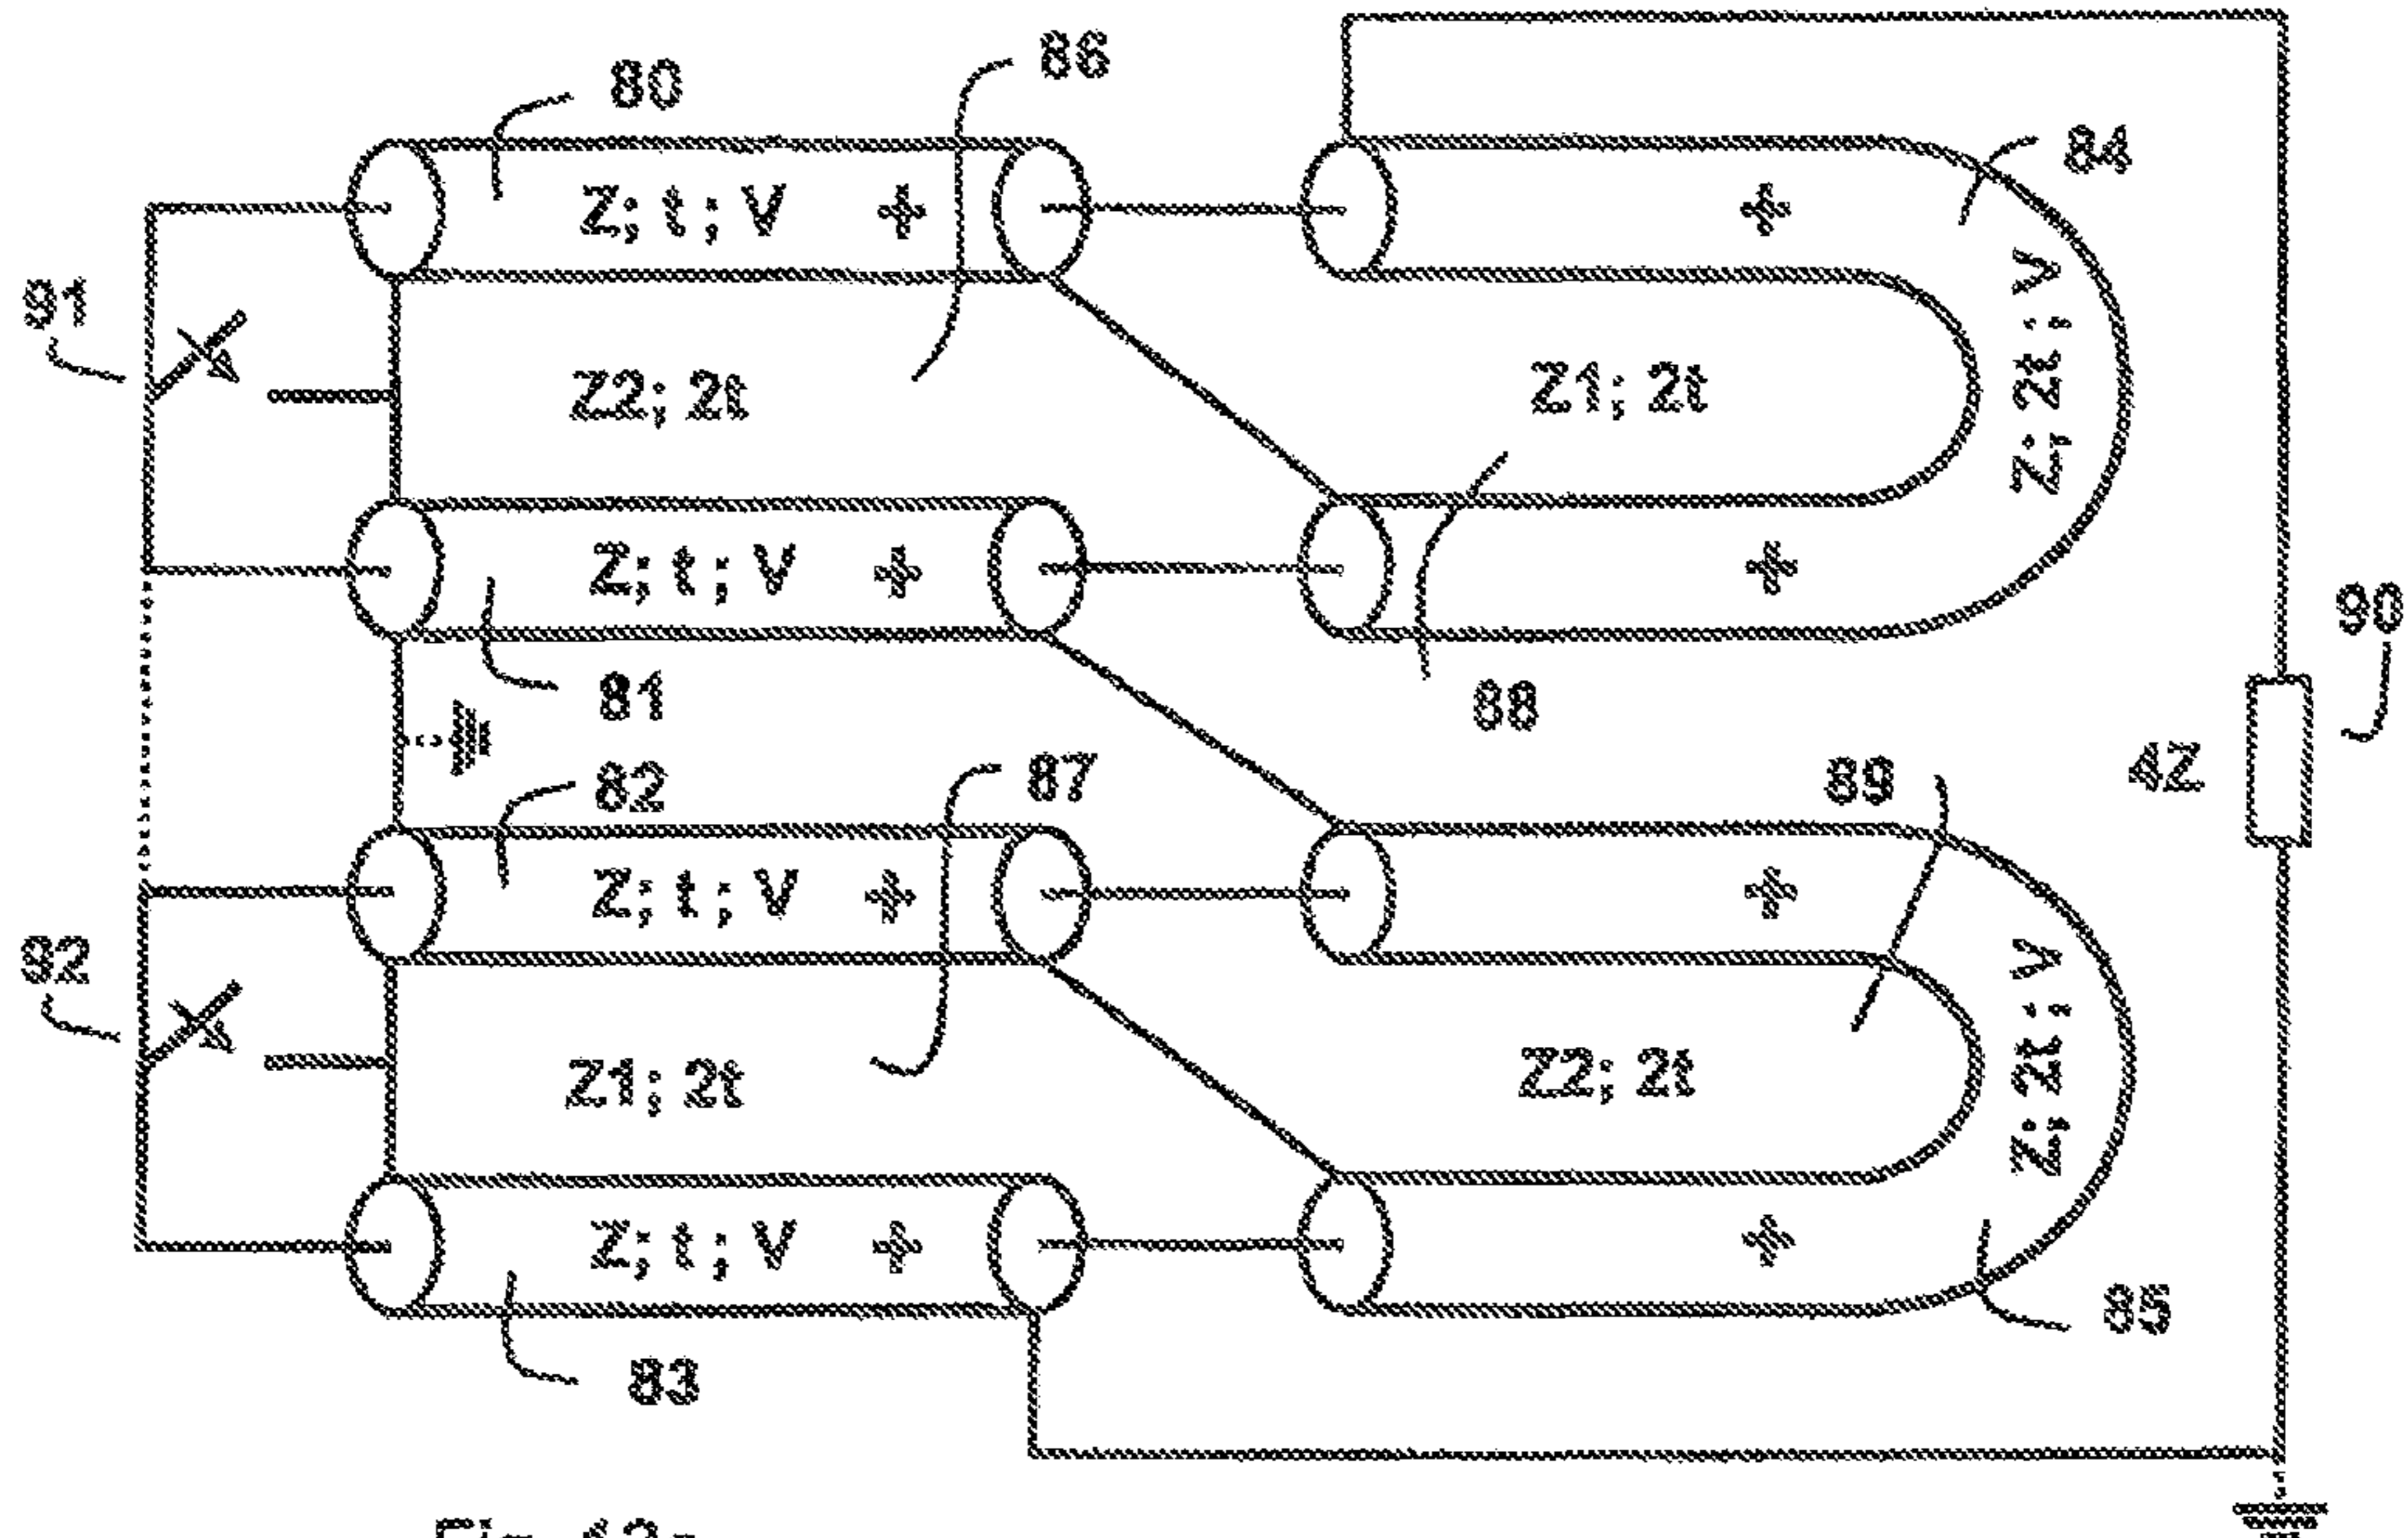 86
80
84
Z; t; V
+
+
91
Z; 2t; V
Z2; 2t
Z1; 2t
Z; t; V
+
+
90
81
88
82
87
89
4Z
Z; t; V
+
+
92
Z; 2t; V
Z1; 2t
Z2; 2t
Z; t; V
+
+
85
83